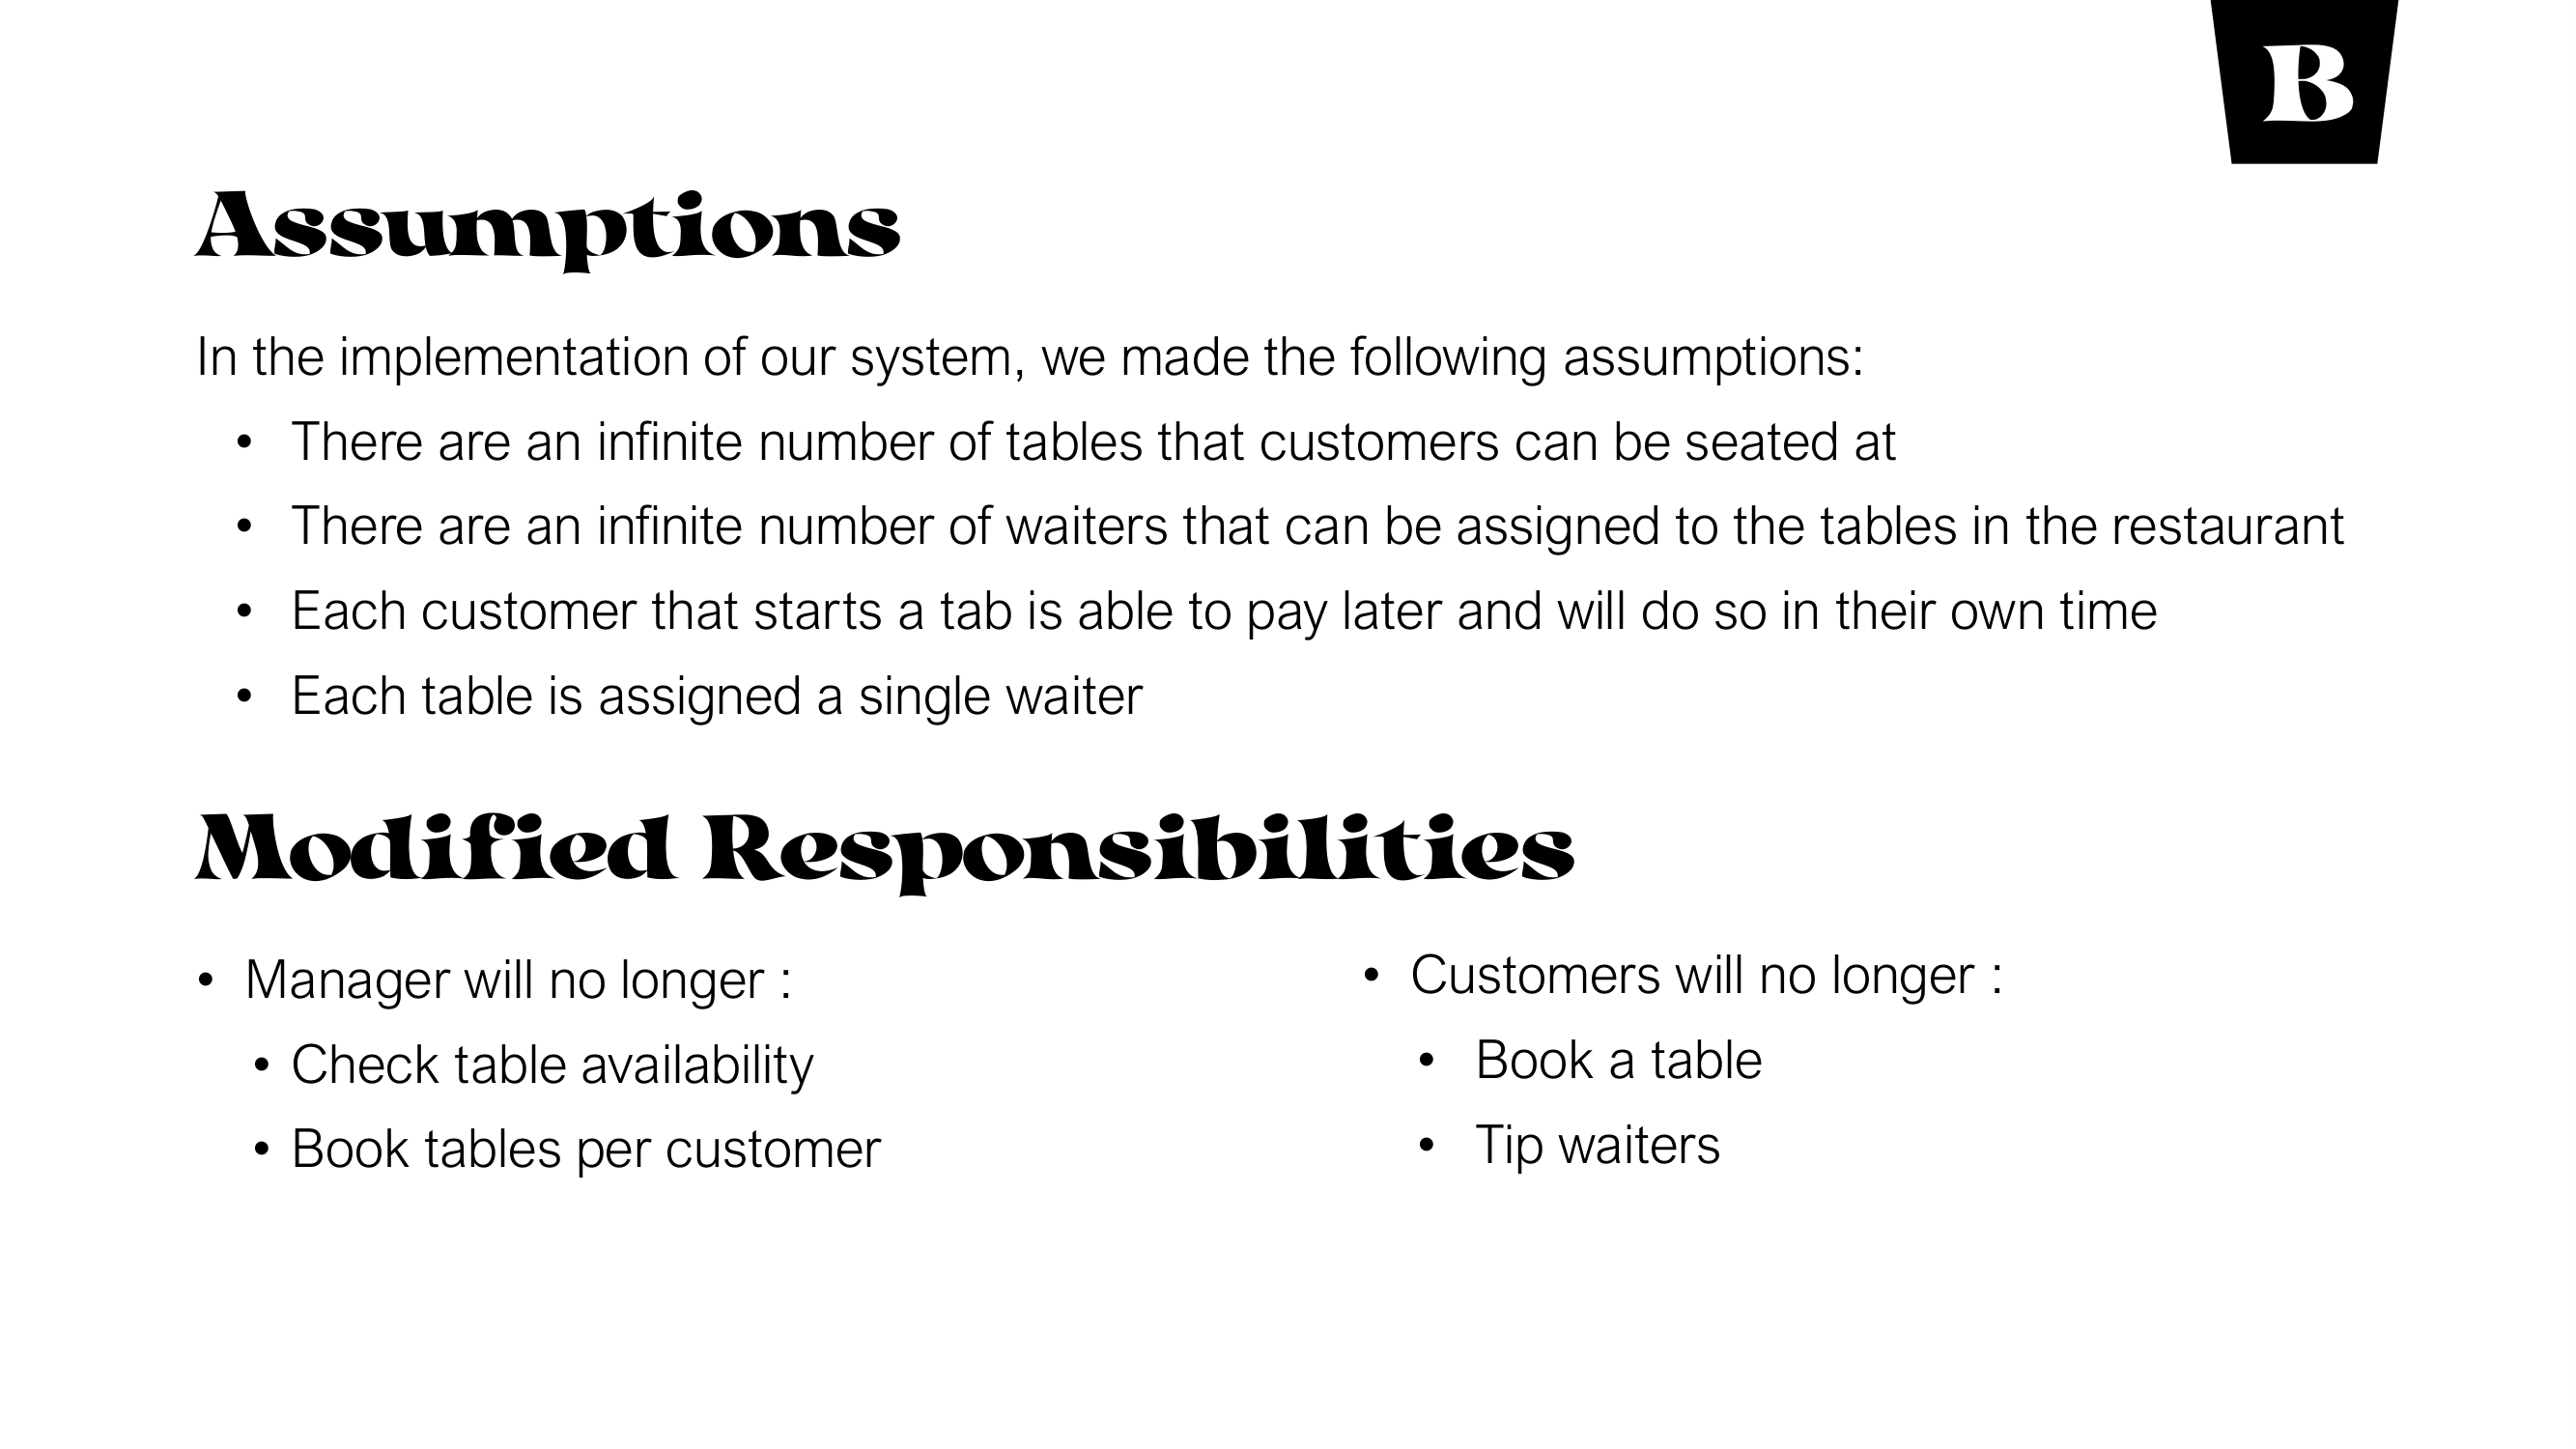 B
Assumptions
In the implementation of our system, we made the following assumptions:
• There are an infinite number of tables that customers can be seated at
• There are an infinite number of waiters that can be assigned to the tables in the restaurant
• Each customer that starts a tab is able to pay later and will do so in their own time
• Each table is assigned a single waiter
Modified Responsibilities
• Manager will no longer :
• Check table availability
• Book tables per customer
• Customers will no longer :
• Book a table
• Tip waiters